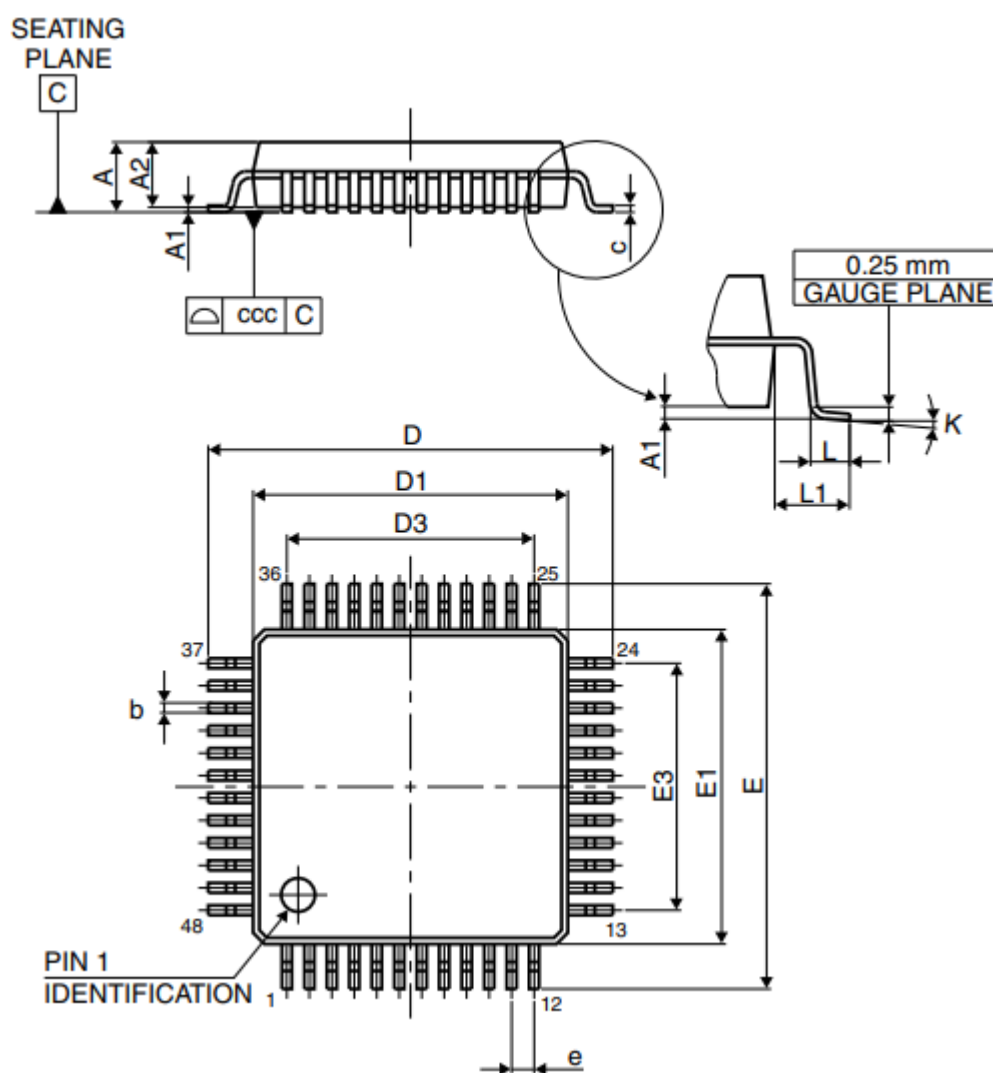 SEATING
PLANE
C
A
A2
A1
c
ccc C
0.25 mm
GAUGE PLANE
A1
L
K
L1
D
D1
D3
36
25
37
24
b
E3
E1
E
48
13
PIN 1
IDENTIFICATION
1
12
e